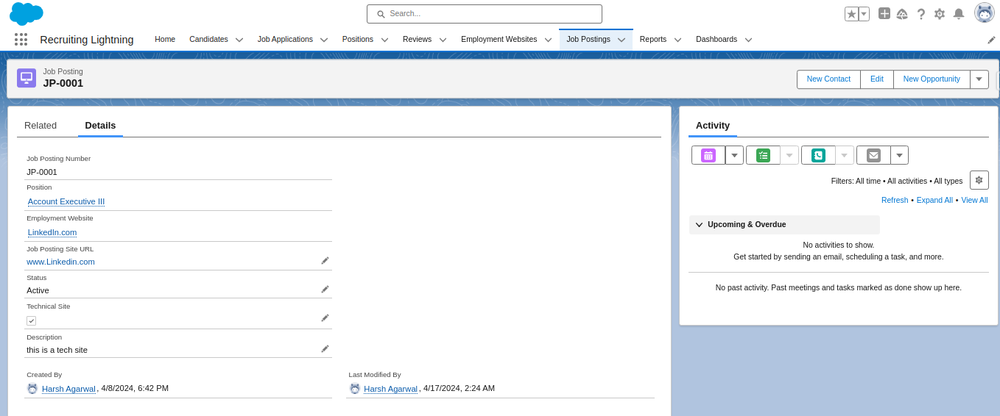 Search...
Recruiting Lightning Home Candidates Job Applications Positions Reviews Employment Websites Job Postings Reports Dashboards
Job Posting
JP-0001
New Contact Edit New Opportunity
Related Details
Job Posting Number
JP-0001
Position
Account Executive III
Employment Website
LinkedIn.com
Job Posting Site URL
www.Linkedin.com
Status
Active
Technical Site
Description
this is a tech site
Created By
Harsh Agarwal, 4/8/2024, 6:42 PM
Last Modified By
Harsh Agarwal, 4/17/2024, 2:24 AM
Activity
Filters: All time • All activities • All types
Refresh • Expand All • View All
Upcoming & Overdue
No activities to show.
Get started by sending an email, scheduling a task, and more.
No past activity. Past meetings and tasks marked as done show up here.